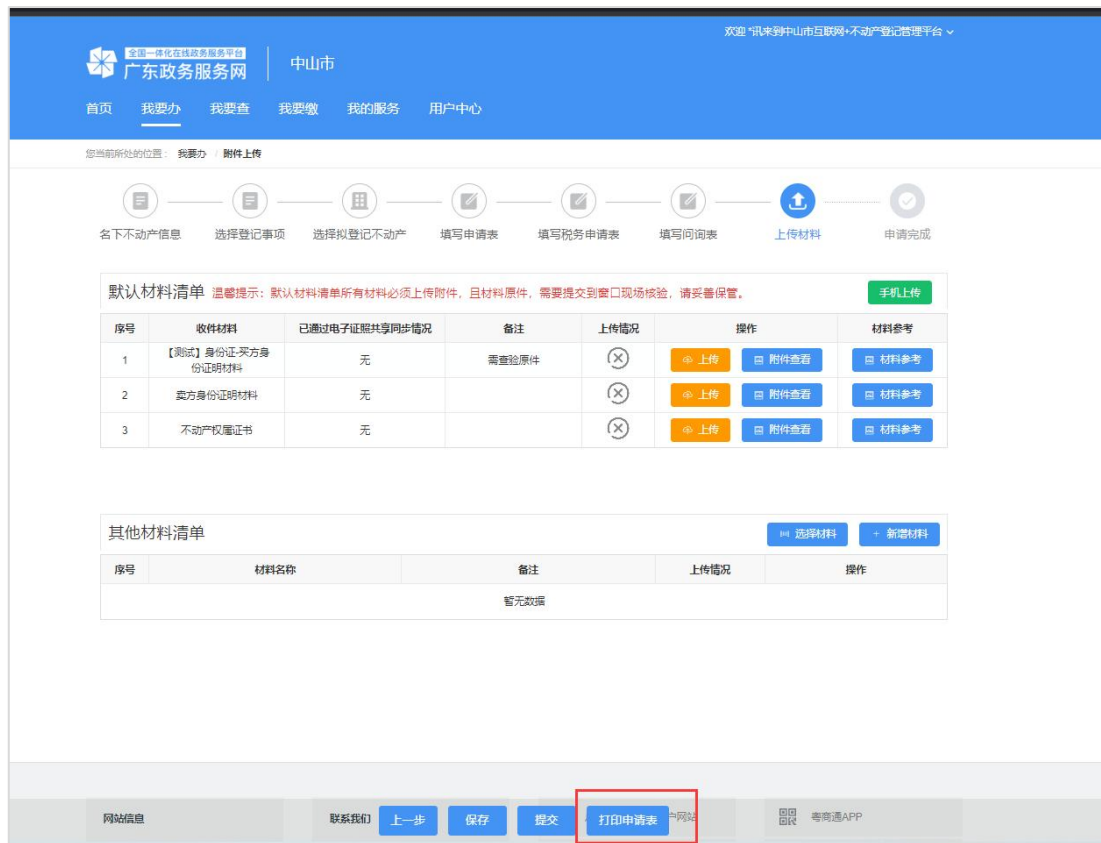 欢迎 *讯来到中山市互联网+不动产登记管理平台
全国一体化在线政务服务平台
广东政务服务网
中山市
首页 我要办 我要查 我要缴 我的服务 用户中心
您当前所处的位置： 我要办 / 附件上传
名下不动产信息 选择登记事项 选择拟登记不动产 填写申请表 填写税务申请表 填写问询表 上传材料 申请完成
默认材料清单 温馨提示：默认材料清单所有材料必须上传附件，且材料原件，需要提交到窗口现场核验，请妥善保管。 手机上传
序号 收件材料 已通过电子证照共享同步情况 备注 上传情况 操作 材料参考
1 【测试】身份证-买方身份证明材料 无 需查验原件 上传 附件查看 材料参考
2 卖方身份证明材料 无 上传 附件查看 材料参考
3 不动产权属证书 无 上传 附件查看 材料参考
其他材料清单 选择材料 + 新增材料
序号 材料名称 备注 上传情况 操作
暂无数据
网站信息 联系我们 上一步 保存 提交 打印申请表 户网站 粤商通APP